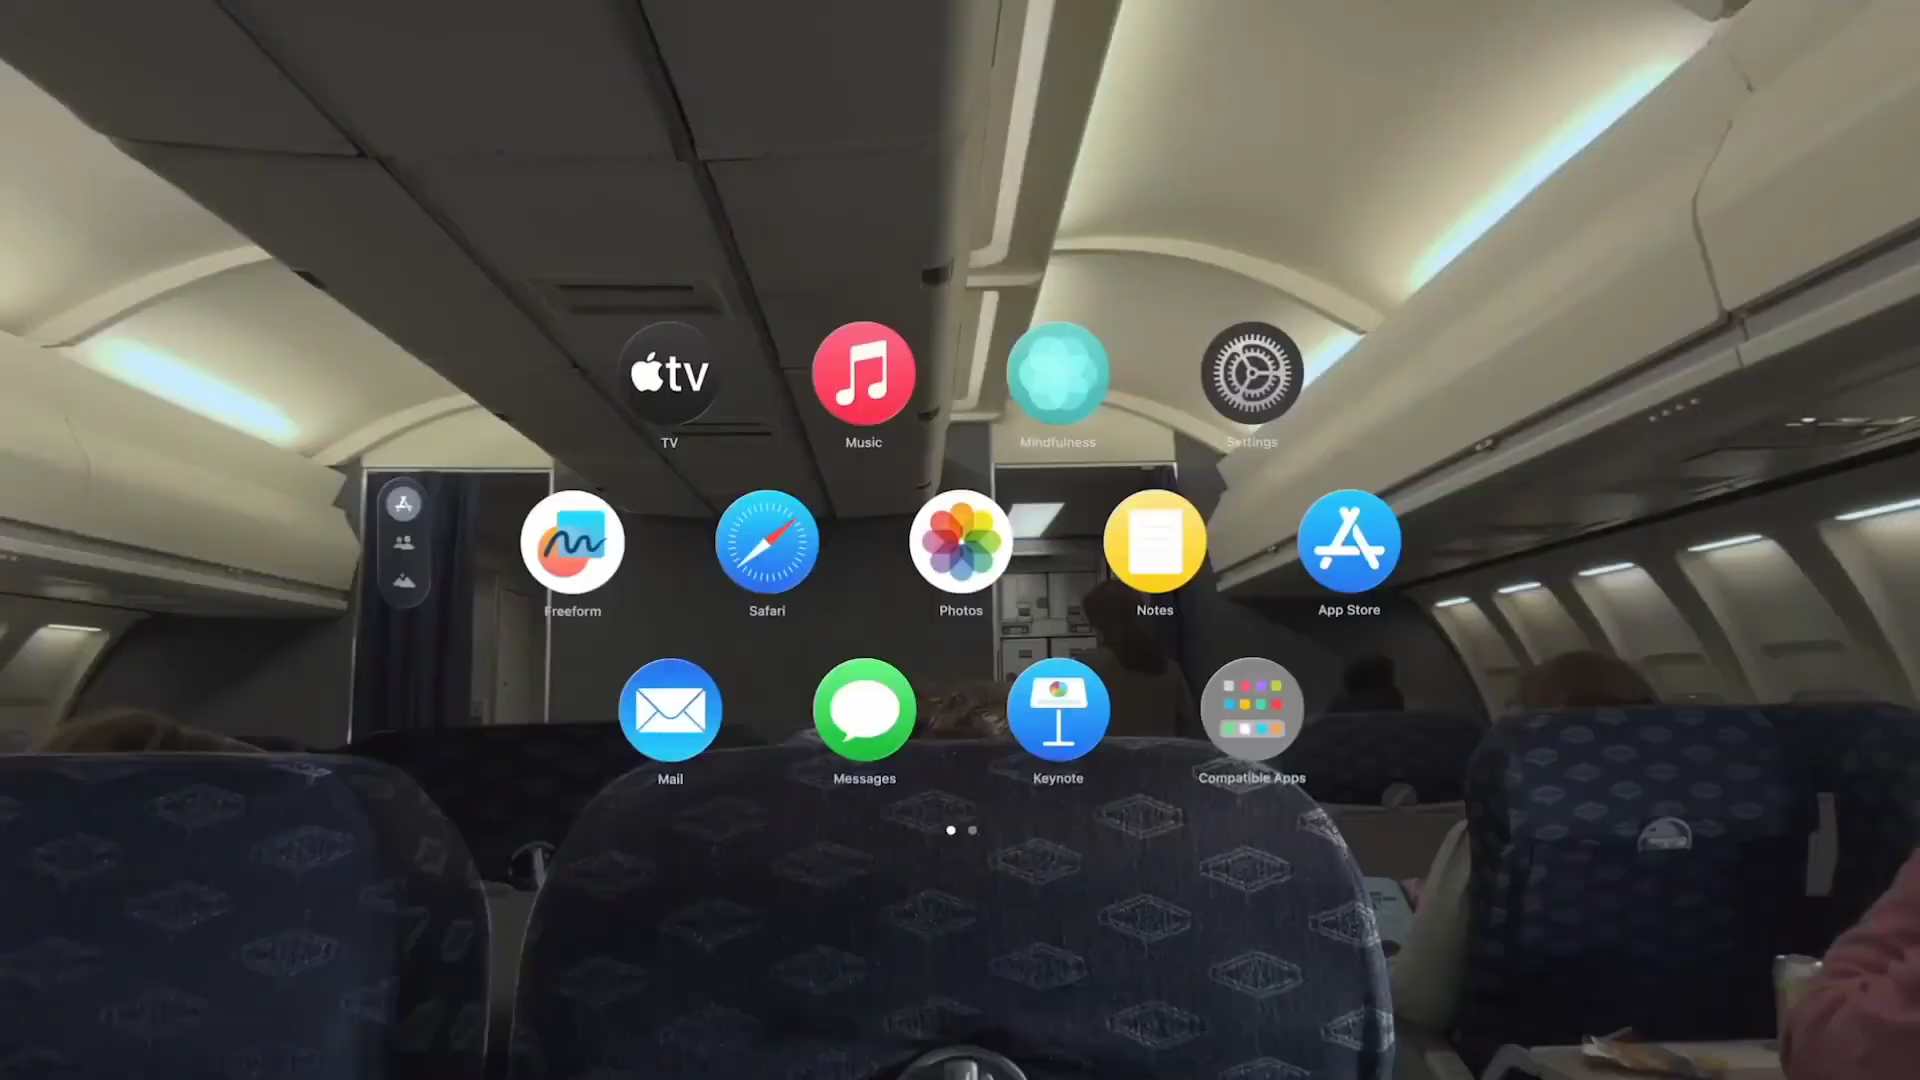 tv
TV
Music
Mindfulness
Settings
Freeform
Safari
Photos
Notes
App Store
Mail
Messages
Keynote
Compatible Apps